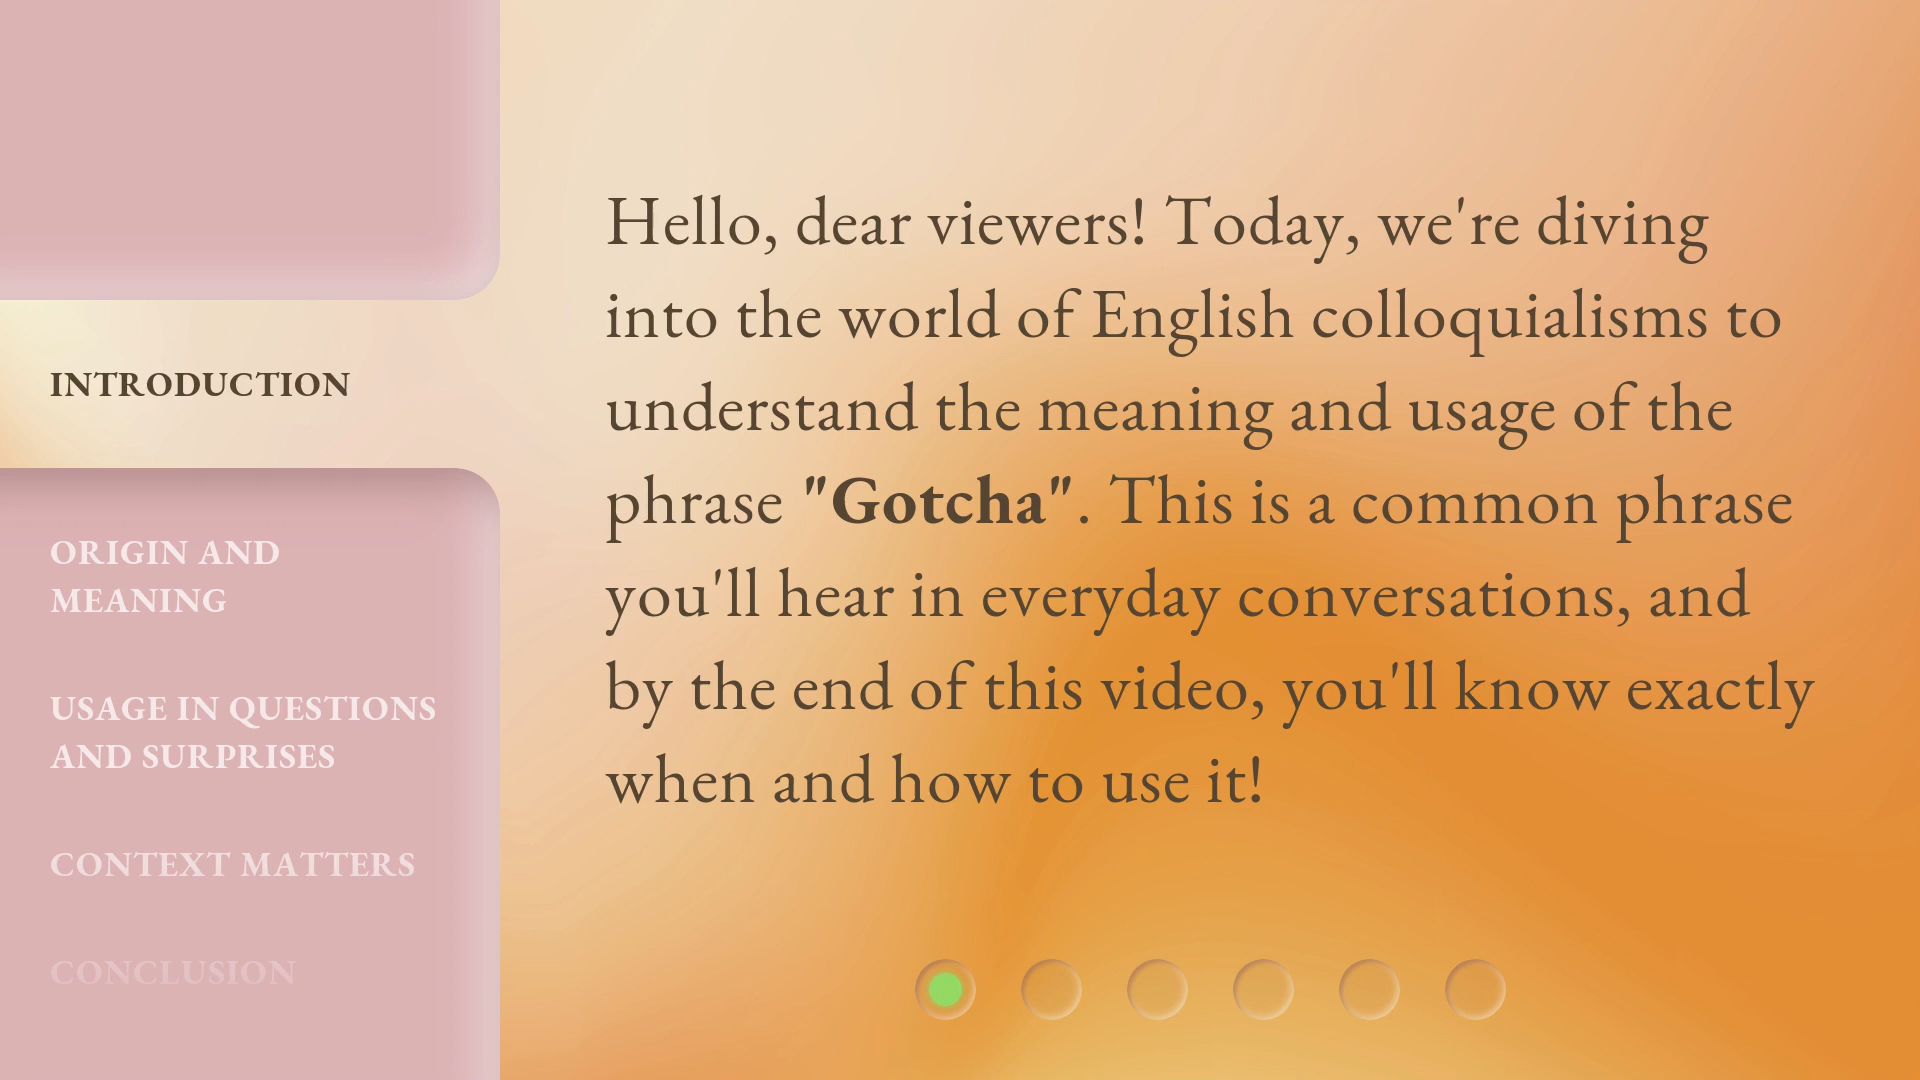 INTRODUCTION
ORIGIN AND
MEANING
USAGE IN QUESTIONS
AND SURPRISES
CONTEXT MATTERS
CONCLUSION
Hello, dear viewers! Today, we're diving
into the world of English colloquialisms to
understand the meaning and usage of the
phrase "Gotcha". This is a common phrase
you'll hear in everyday conversations, and
by the end of this video, you'll know exactly
when and how to use it!